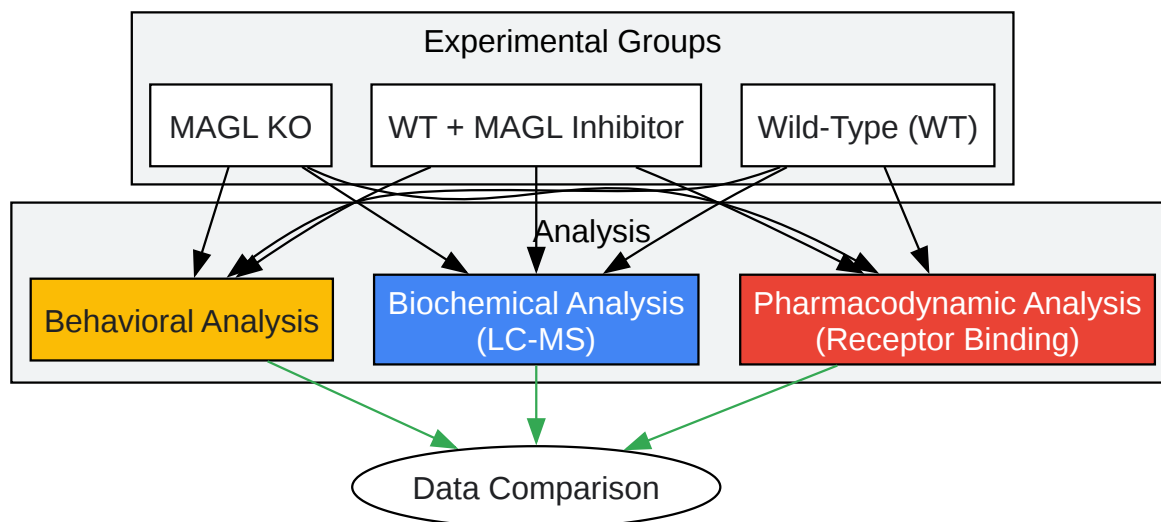 Experimental Groups
MAGL KO
WT + MAGL Inhibitor
Wild-Type (WT)
Analysis
Behavioral Analysis
Biochemical Analysis
(LC-MS)
Pharmacodynamic Analysis
(Receptor Binding)
Data Comparison